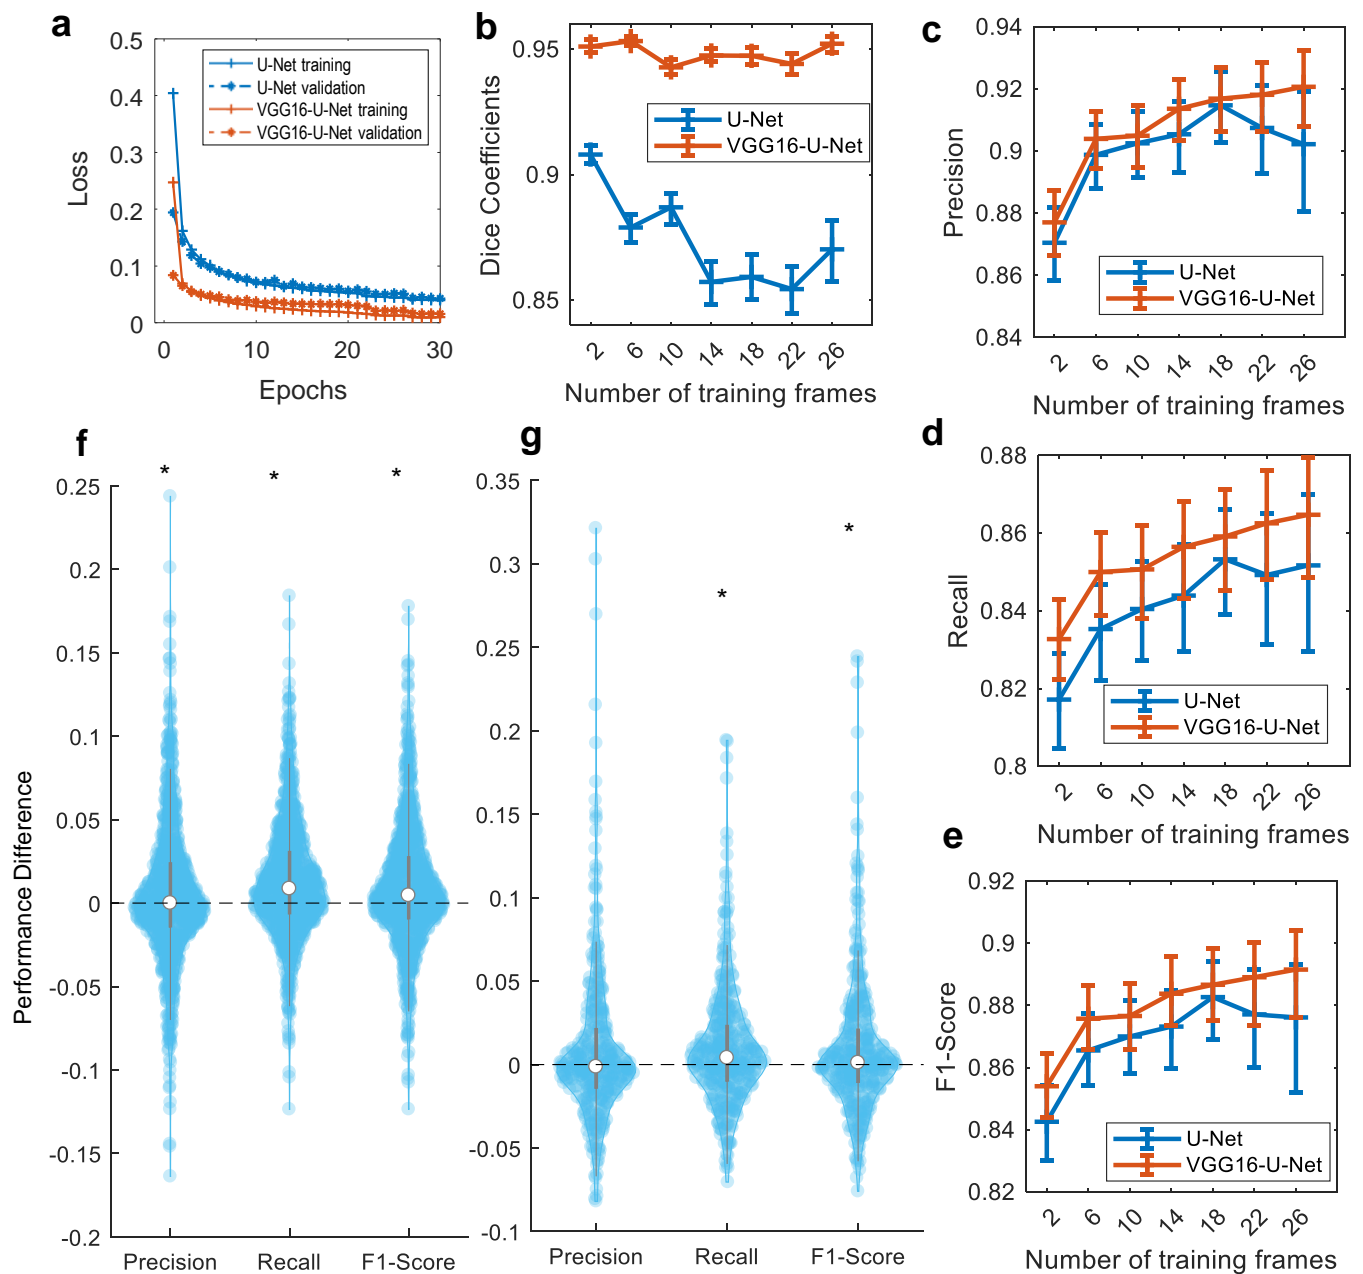 a
0.5
0.4
0.3
0.2
0.1
0
Loss
0
10
20
30
Epochs
U-Net training
U-Net validation
VGG16-U-Net training
VGG16-U-Net validation
b
0.95
0.9
0.85
Dice Coefficients
2
6
10
14
18
22
26
Number of training frames
U-Net
VGG16-U-Net
c
0.94
0.92
0.9
0.88
0.86
0.84
Precision
2
6
10
14
18
22
26
Number of training frames
U-Net
VGG16-U-Net
d
0.88
0.86
0.84
0.82
0.8
Recall
2
6
10
14
18
22
26
Number of training frames
U-Net
VGG16-U-Net
e
0.92
0.9
0.88
0.86
0.84
0.82
F1-Score
2
6
10
14
18
22
26
Number of training frames
U-Net
VGG16-U-Net
f
* * *
0.25
0.2
0.15
0.1
0.05
0
-0.05
-0.1
-0.15
-0.2
Performance Difference
Precision
Recall
F1-Score
g
* * *
0.35
0.3
0.25
0.2
0.15
0.1
0.05
0
-0.05
-0.1
Precision
Recall
F1-Score